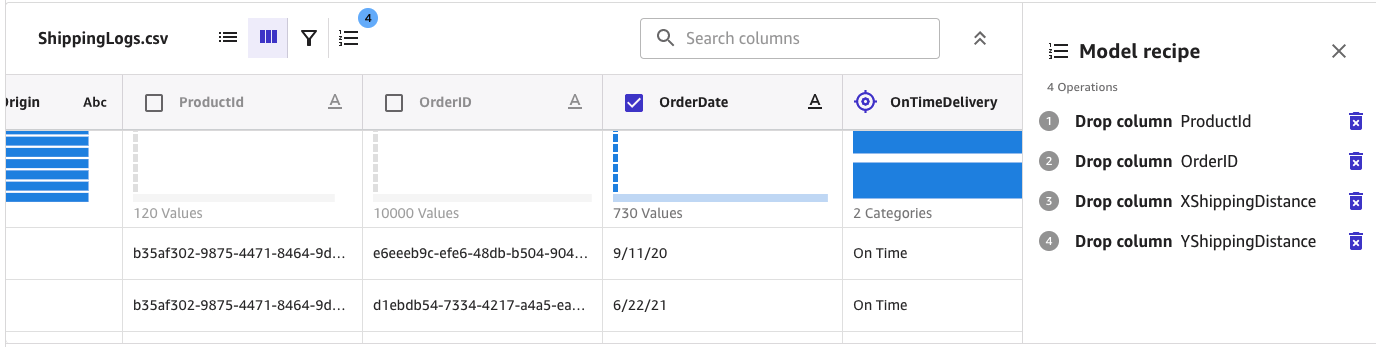 4
ShippingLogs.csv
Search columns
Origin Abc
ProductId A
OrderID A
OrderDate A
OnTimeDelivery
120 Values
10000 Values
730 Values
2 Categories
b35af302-9875-4471-8464-9d...
e6eeeb9c-efe6-48db-b504-904...
9/11/20
On Time
b35af302-9875-4471-8464-9d...
d1ebdb54-7334-4217-a4a5-ea...
6/22/21
On Time
Model recipe
4 Operations
1 Drop column ProductId
2 Drop column OrderID
3 Drop column XShippingDistance
4 Drop column YShippingDistance